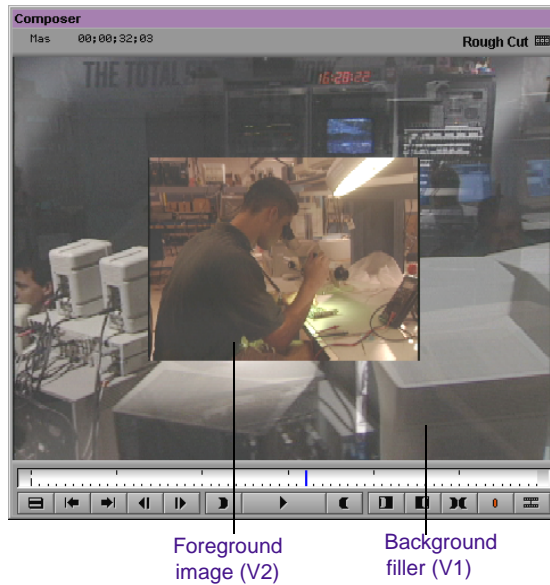 Composer
Mas 00;00;32;03
Rough Cut
THE TOTAL
16:28:22
Foreground
image (V2)
Background
filler (V1)